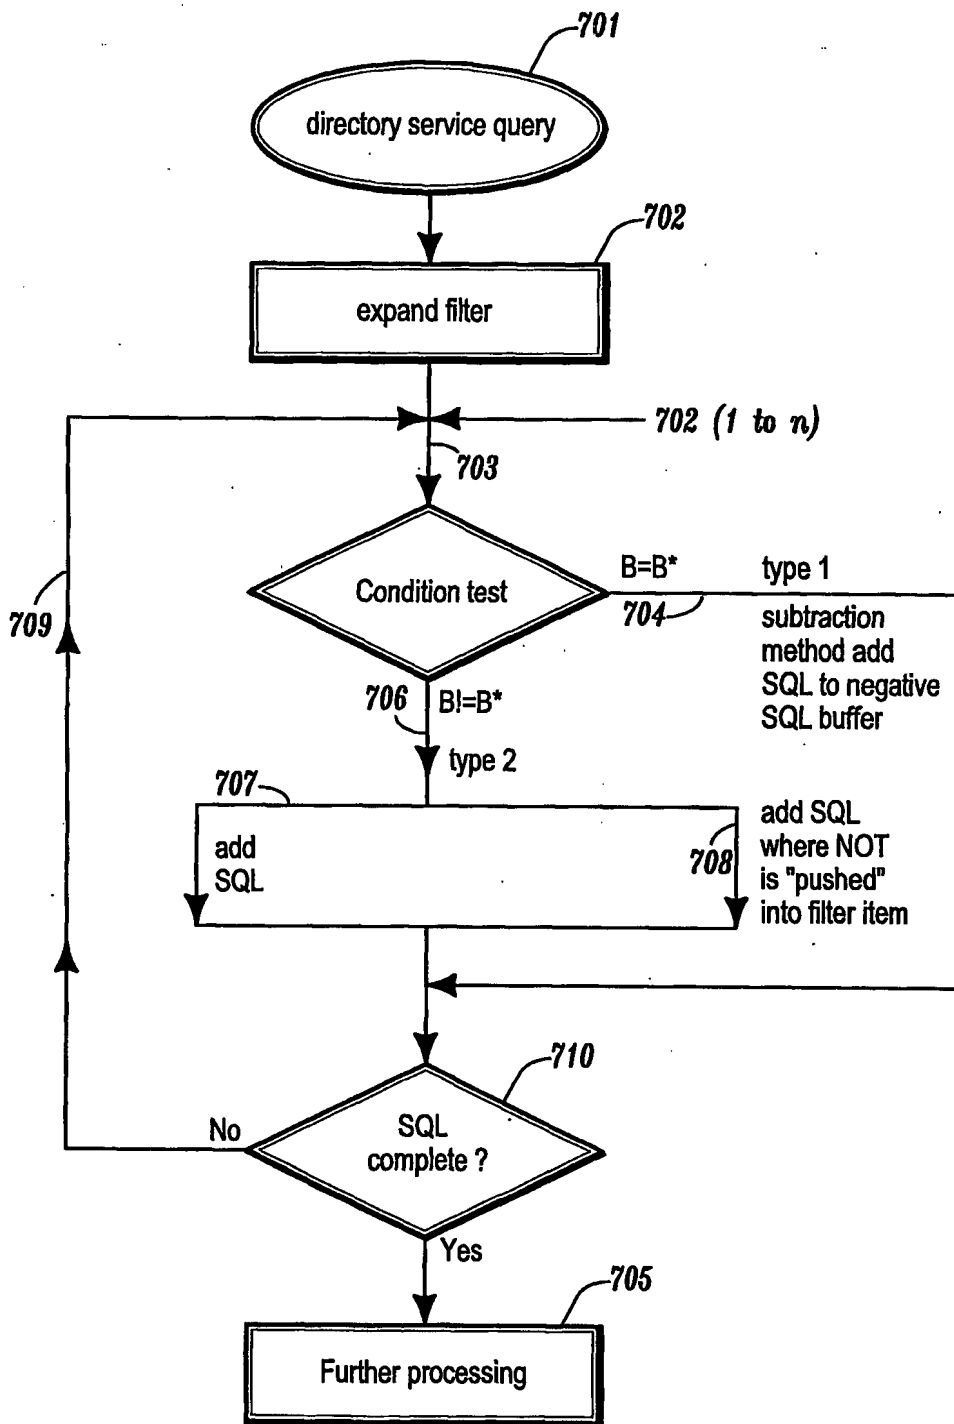 701
directory service query
702
expand filter
702 (1 to n)
703
Condition test
B=B*
704
type 1
subtraction
method add
SQL to negative
SQL buffer
709
706
B!=B*
type 2
707
add
SQL
708
add SQL
where NOT
is "pushed"
into filter item
710
SQL
complete ?
No
Yes
705
Further processing